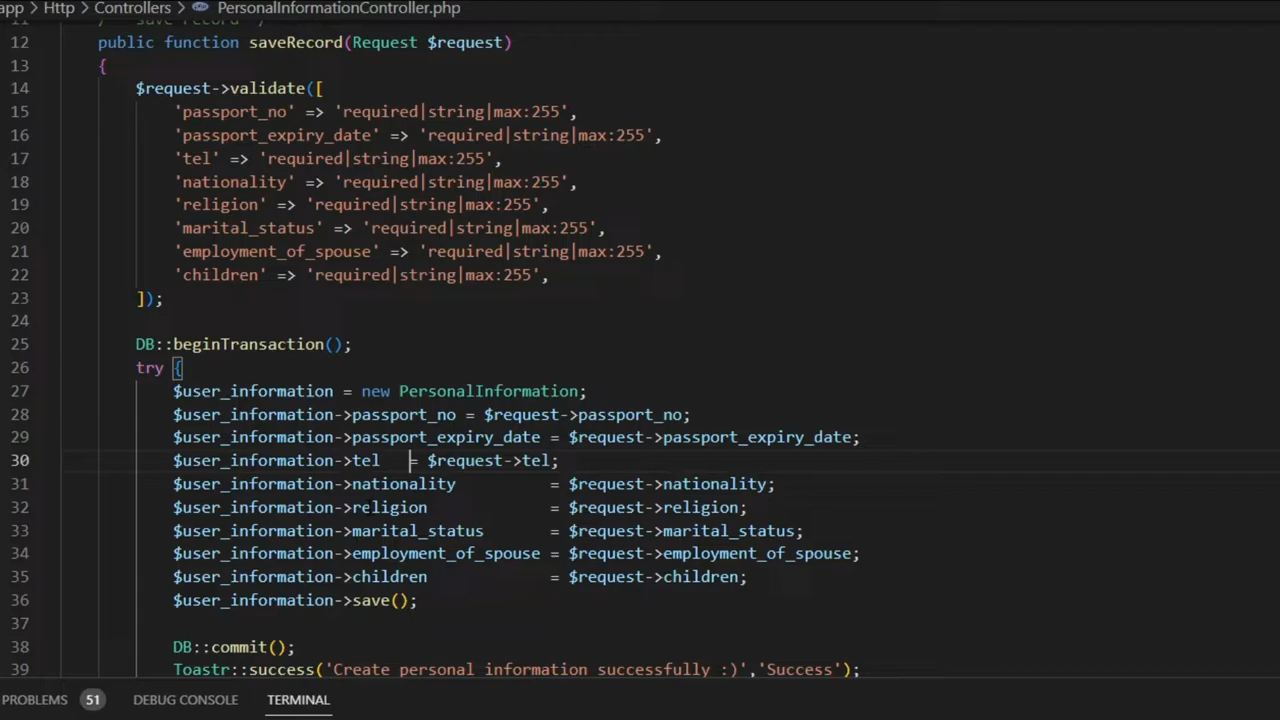 app > Http > Controllers > PersonalInformationController.php
11 /** save record */
12 public function saveRecord(Request $request)
13 {
14 $request->validate([
15 'passport_no' => 'required|string|max:255',
16 'passport_expiry_date' => 'required|string|max:255',
17 'tel' => 'required|string|max:255',
18 'nationality' => 'required|string|max:255',
19 'religion' => 'required|string|max:255',
20 'marital_status' => 'required|string|max:255',
21 'employment_of_spouse' => 'required|string|max:255',
22 'children' => 'required|string|max:255',
23 ]);
24
25 DB::beginTransaction();
26 try {
27 $user_information = new PersonalInformation;
28 $user_information->passport_no = $request->passport_no;
29 $user_information->passport_expiry_date = $request->passport_expiry_date;
30 $user_information->tel = $request->tel;
31 $user_information->nationality = $request->nationality;
32 $user_information->religion = $request->religion;
33 $user_information->marital_status = $request->marital_status;
34 $user_information->employment_of_spouse = $request->employment_of_spouse;
35 $user_information->children = $request->children;
36 $user_information->save();
37
38 DB::commit();
39 Toastr::success('Create personal information successfully :)','Success');
PROBLEMS 51 DEBUG CONSOLE TERMINAL